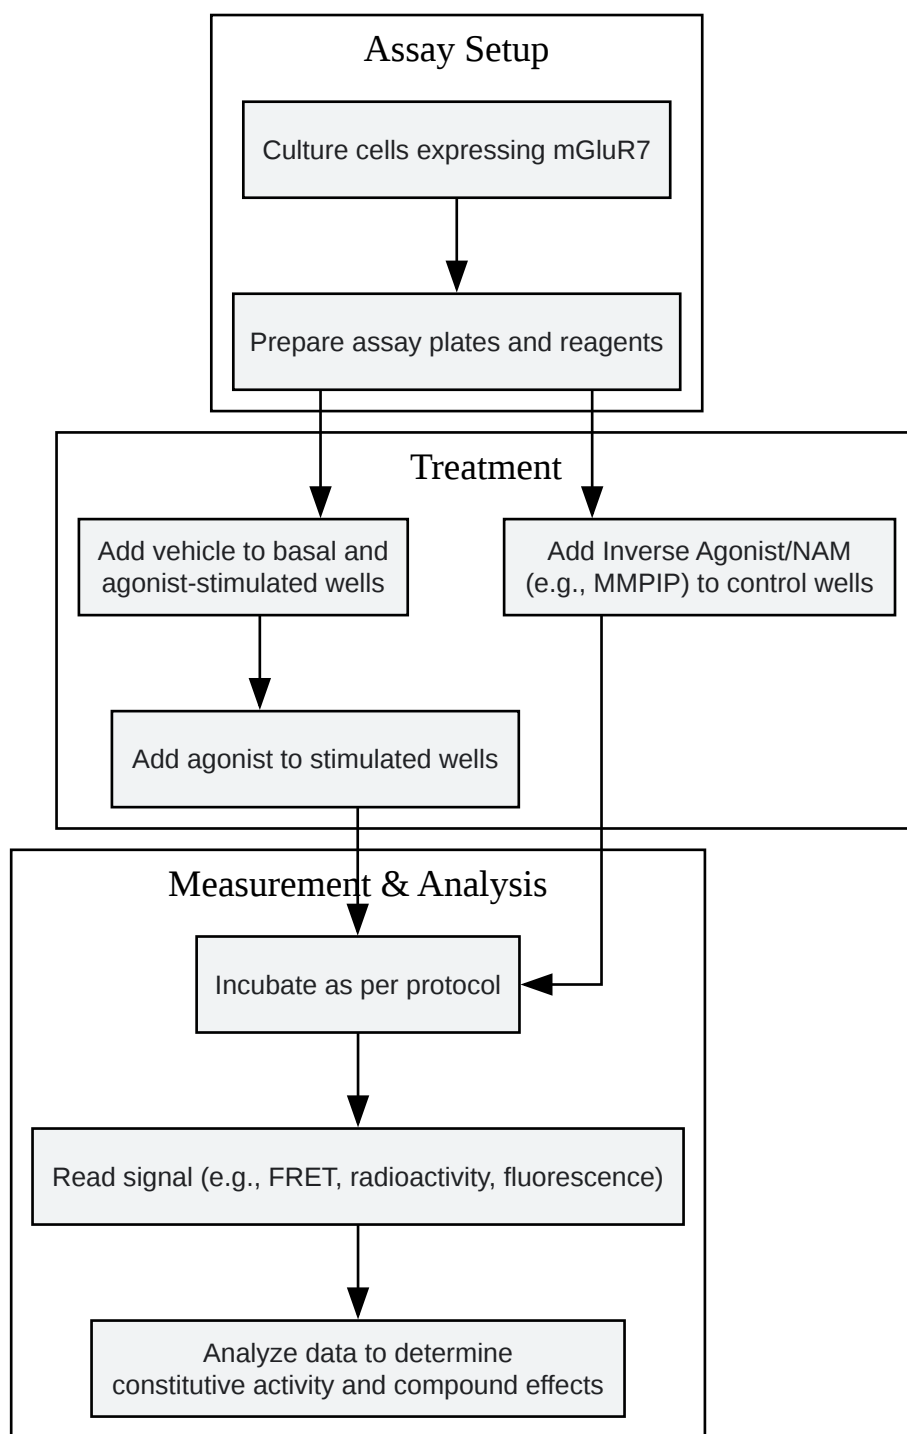 Assay Setup
Culture cells expressing mGluR7
Prepare assay plates and reagents
Treatment
Add vehicle to basal and
agonist-stimulated wells
Add Inverse Agonist/NAM
(e.g., MMPIP) to control wells
Add agonist to stimulated wells
Measurement & Analysis
Incubate as per protocol
Read signal (e.g., FRET, radioactivity, fluorescence)
Analyze data to determine
constitutive activity and compound effects